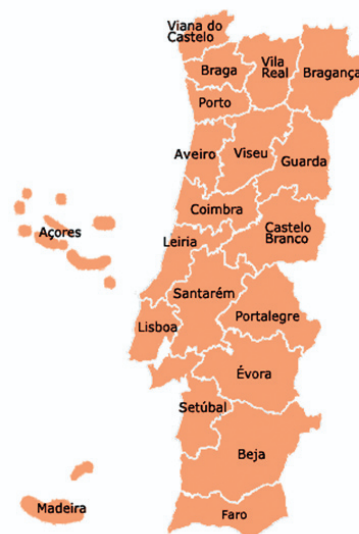 Viana do
Castelo
Braga
Vila
Real
Bragança
Porto
Aveiro
Viseu
Guarda
Coimbra
Açores
Leiria
Castelo
Branco
Santarém
Lisboa
Portalegre
Évora
Setúbal
Beja
Madeira
Faro